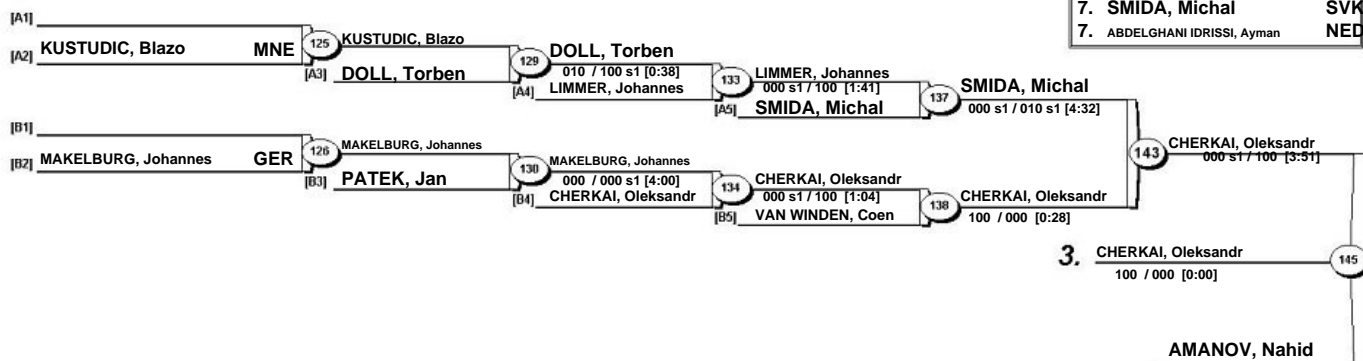 7. SMIDA, Michal SVK
7. ABDELGHANI IDRISSI, Ayman NED
[A1]
[A2] KUSTUDIC, Blazo MNE
125
KUSTUDIC, Blazo
[A3] DOLL, Torben
129
DOLL, Torben
010 / 100 s1 [0:38]
[A4] LIMMER, Johannes
133
LIMMER, Johannes
000 s1 / 100 [1:41]
[A5] SMIDA, Michal
137
SMIDA, Michal
000 s1 / 010 s1 [4:32]
[B1]
[B2] MAKELBURG, Johannes GER
126
MAKELBURG, Johannes
[B3] PATEK, Jan
130
MAKELBURG, Johannes
000 / 000 s1 [4:00]
[B4] CHERKAI, Oleksandr
134
CHERKAI, Oleksandr
000 s1 / 100 [1:04]
[B5] VAN WINDEN, Coen
138
CHERKAI, Oleksandr
100 / 000 [0:28]
143
CHERKAI, Oleksandr
000 s1 / 100 [3:51]
3. CHERKAI, Oleksandr
100 / 000 [0:00]
145
AMANOV, Nahid